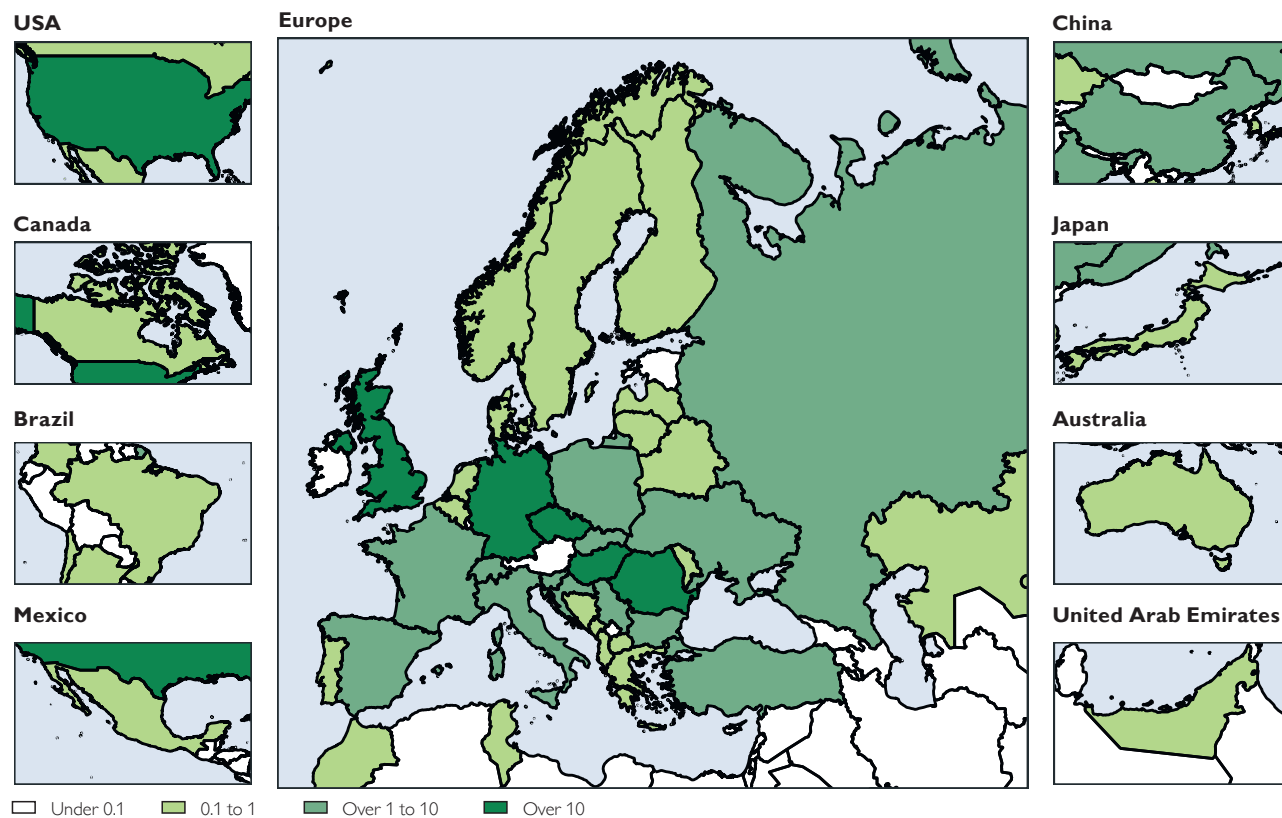 USA
Europe
China
Canada
Japan
Brazil
Australia
Mexico
United Arab Emirates
Under 0.1
0.1 to 1
Over 1 to 10
Over 10